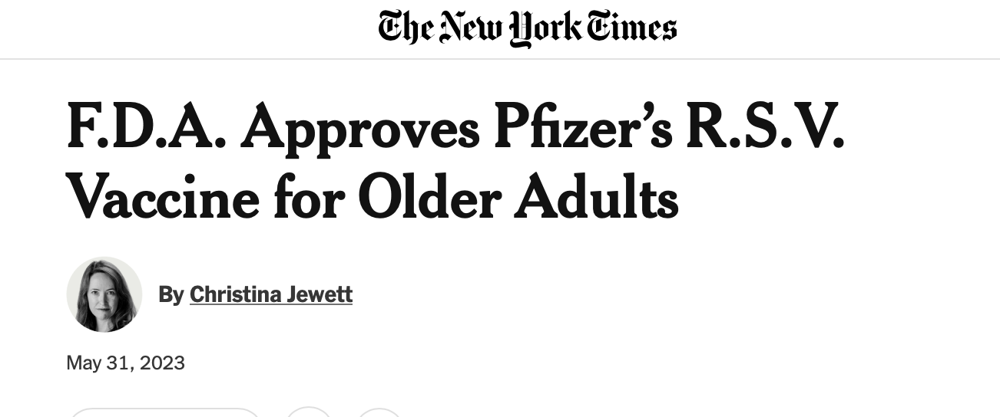 The New York Times
F.D.A. Approves Pfizer’s R.S.V.
Vaccine for Older Adults
By Christina Jewett
May 31, 2023